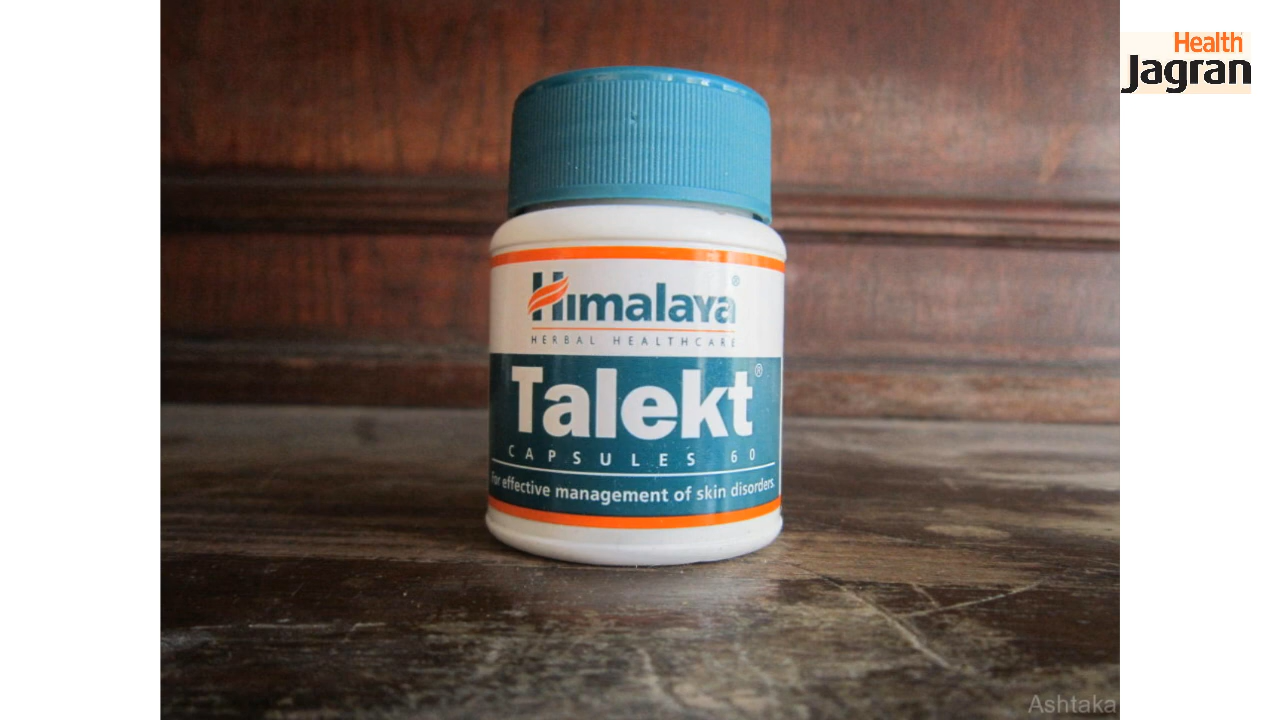 Health
Jagran
Himalaya®
HERBAL HEALTHCARE
Talekt®
CAPSULES 60
For effective management of skin disorders.
Ashtaka